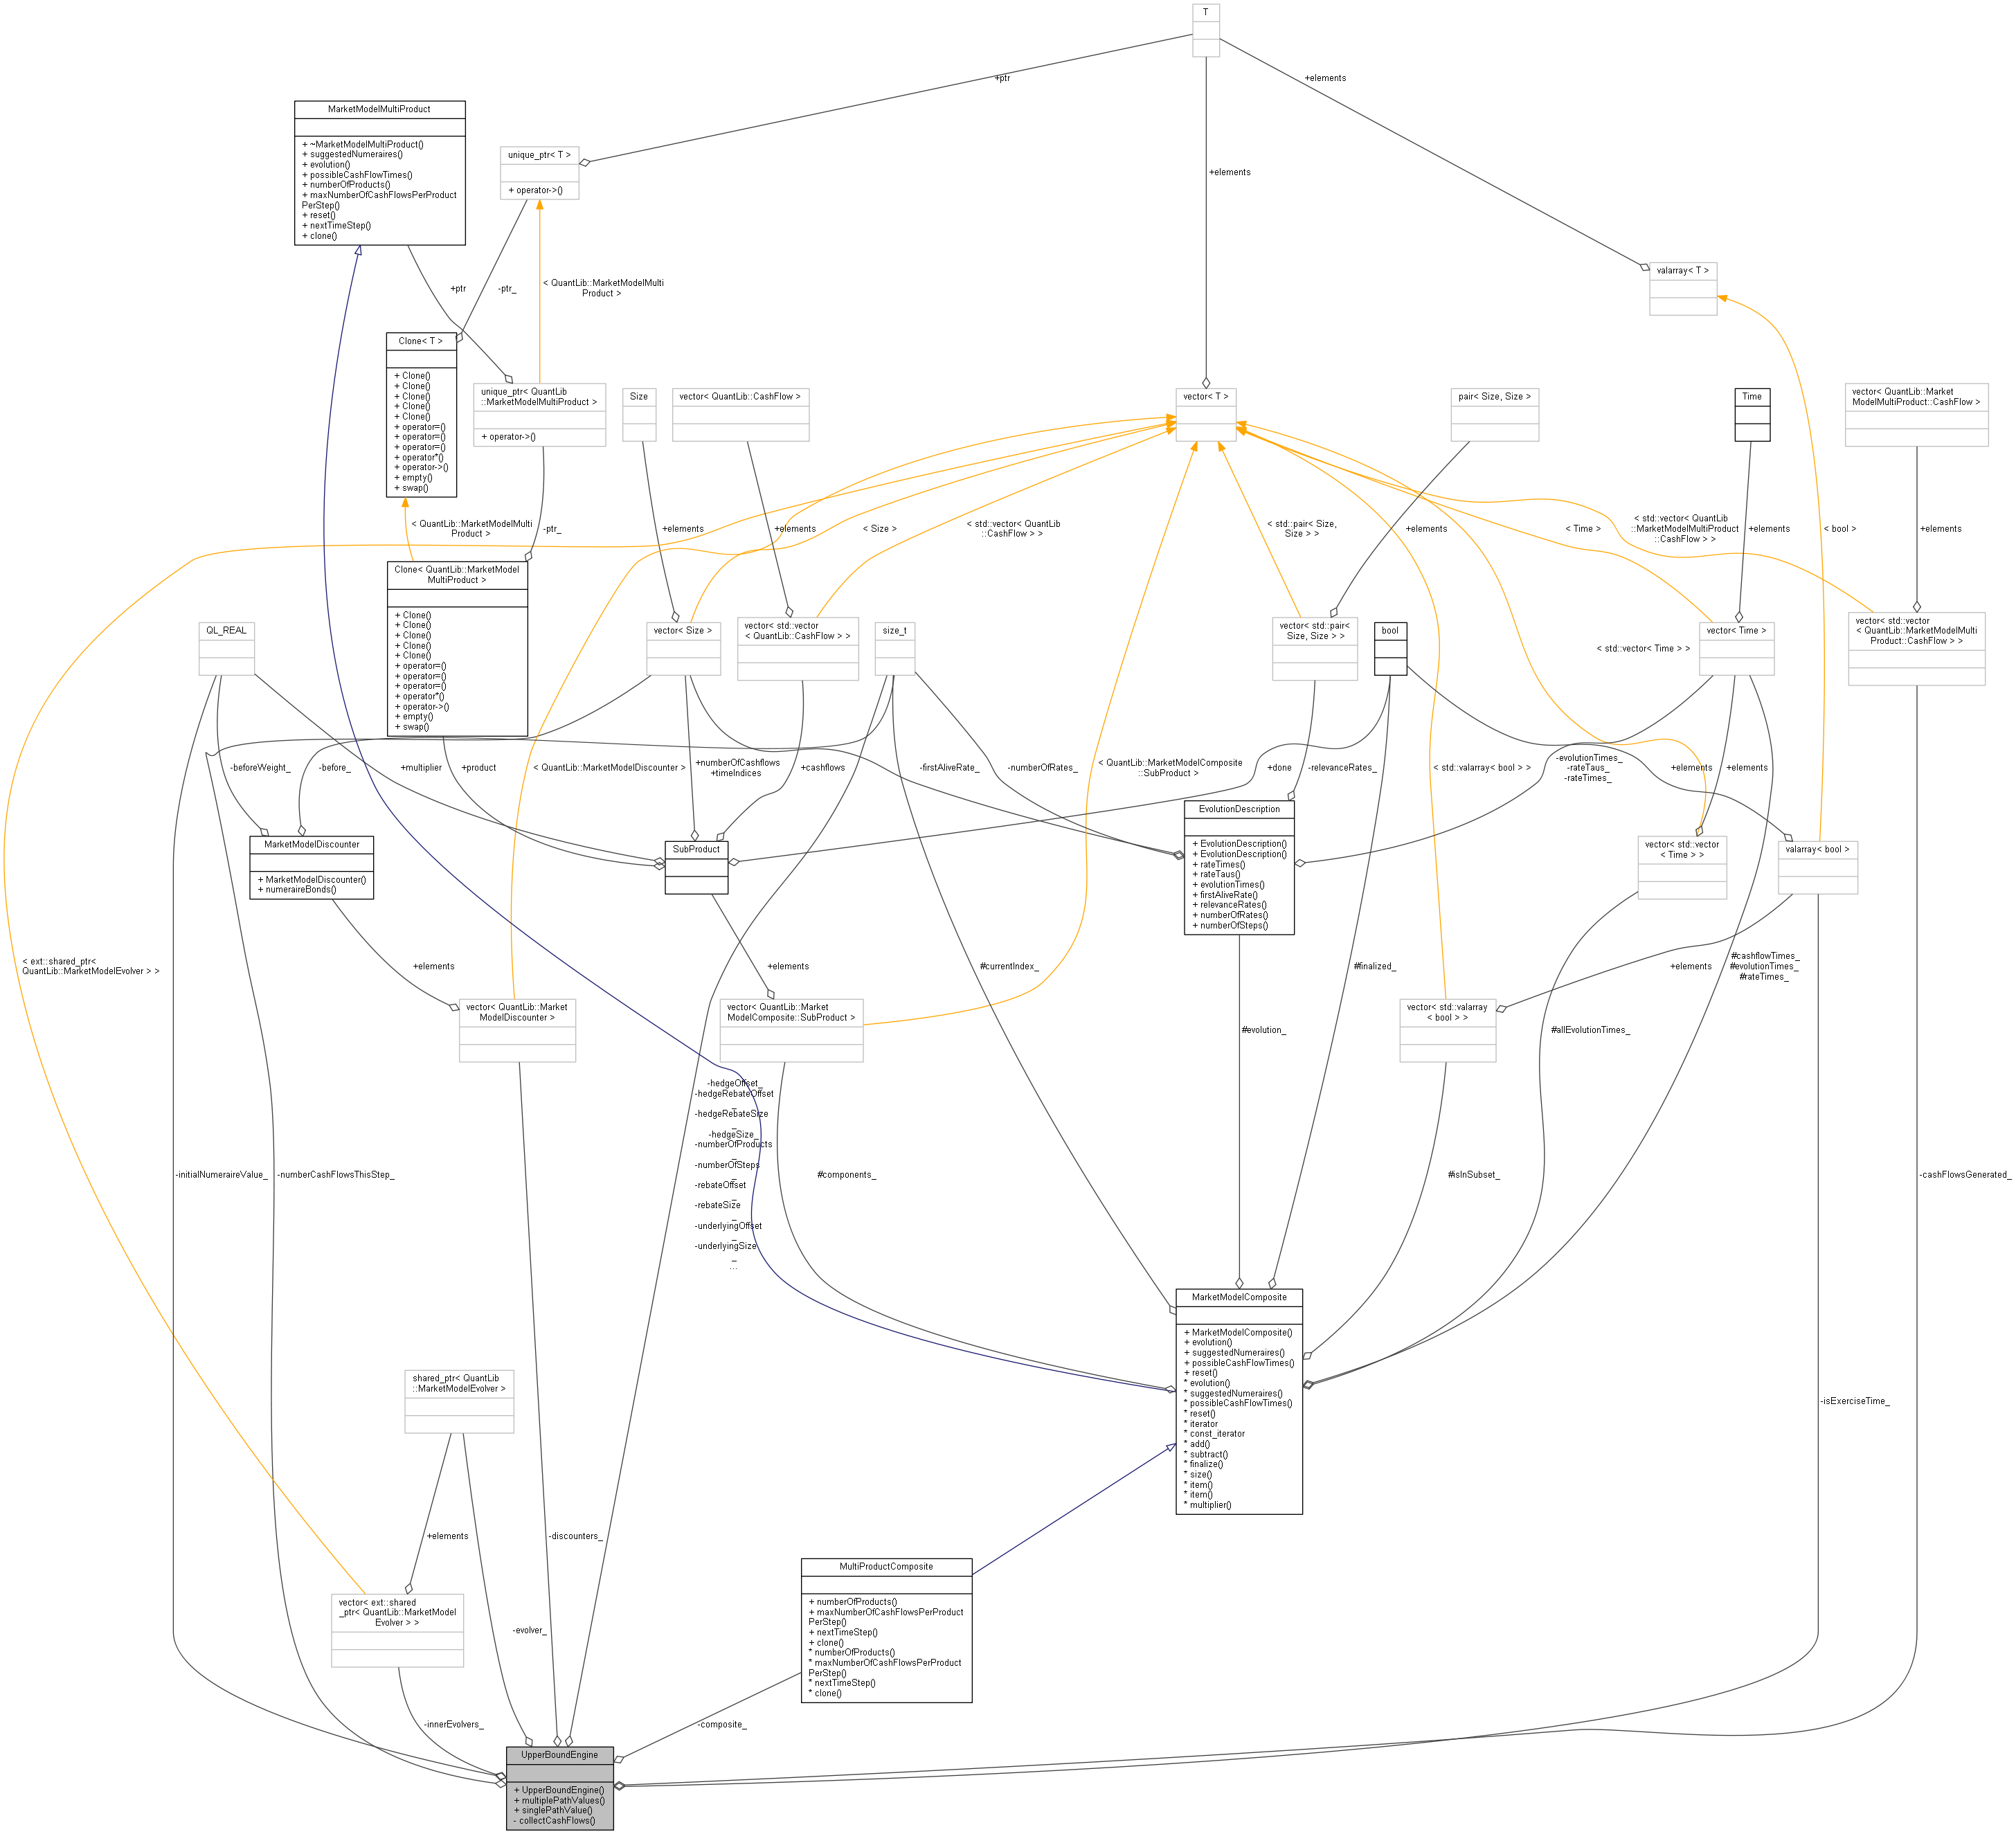 T
+ptr
+elements
MarketModelMultiProduct
+ ~MarketModelMultiProduct()
+ suggestedNumeraires()
+ evolution()
+ possibleCashFlowTimes()
+ numberOfProducts()
+ maxNumberOfCashFlowsPerProduct
PerStep()
+ reset()
+ nextTimeStep()
+ clone()
unique_ptr< T >
+ operator->()
+elements
valarray< T >
+ptr
-ptr_
< QuantLib::MarketModelMulti
Product >
Clone< T >
+ Clone()
+ Clone()
+ Clone()
+ Clone()
+ Clone()
+ operator=()
+ operator=()
+ operator=()
+ operator*()
+ operator->()
+ empty()
+ swap()
unique_ptr< QuantLib
::MarketModelMultiProduct >
+ operator->()
Size
vector< QuantLib::CashFlow >
vector< T >
pair< Size, Size >
Time
vector< QuantLib::Market
ModelMultiProduct::CashFlow >
< QuantLib::MarketModelMulti
Product >
-ptr_
+elements
+elements
< Size >
< std::vector< QuantLib
::CashFlow > >
< std::pair< Size,
Size > >
+elements
< Time >
< std::vector< QuantLib
::MarketModelMultiProduct
::CashFlow > >
+elements
< bool >
+elements
Clone< QuantLib::MarketModel
MultiProduct >
+ Clone()
+ Clone()
+ Clone()
+ Clone()
+ Clone()
+ operator=()
+ operator=()
+ operator=()
+ operator*()
+ operator->()
+ empty()
+ swap()
QL_REAL
vector< Size >
vector< std::vector
< QuantLib::CashFlow > >
size_t
vector< std::pair<
Size, Size > >
bool
< std::vector< Time > >
vector< Time >
vector< std::vector
< QuantLib::MarketModelMulti
Product::CashFlow > >
-beforeWeight_
-before_
+multiplier
+product
< QuantLib::MarketModelDiscounter >
+numberOfCashflows
+timeIndices
+cashflows
-firstAliveRate_
-numberOfRates_
< QuantLib::MarketModelComposite
::SubProduct >
+done
-relevanceRates_
< std::valarray< bool > >
-evolutionTimes_
-rateTaus_
-rateTimes_
+elements
+elements
MarketModelDiscounter
+ MarketModelDiscounter()
+ numeraireBonds()
SubProduct
EvolutionDescription
+ EvolutionDescription()
+ EvolutionDescription()
+ rateTimes()
+ rateTaus()
+ evolutionTimes()
+ firstAliveRate()
+ relevanceRates()
+ numberOfRates()
+ numberOfSteps()
vector< std::vector
< Time > >
valarray< bool >
< ext::shared_ptr<
QuantLib::MarketModelEvolver > >
+elements
+elements
#currentIndex_
#finalized_
+elements
#cashflowTimes_
#evolutionTimes_
#rateTimes_
vector< QuantLib::Market
ModelDiscounter >
vector< QuantLib::Market
ModelComposite::SubProduct >
#evolution_
vector< std::valarray
< bool > >
#allEvolutionTimes_
-hedgeOffset_
-hedgeRebateOffset
_
-hedgeRebateSize
_
-hedgeSize_
-numberOfProducts
_
-numberOfSteps
_
-rebateOffset
_
-rebateSize
_
-underlyingOffset
_
-underlyingSize
_
...
-initialNumeraireValue_
-numberCashFlowsThisStep_
#components_
#isInSubset_
-cashFlowsGenerated_
MarketModelComposite
+ MarketModelComposite()
+ evolution()
+ suggestedNumeraires()
+ possibleCashFlowTimes()
+ reset()
* evolution()
* suggestedNumeraires()
* possibleCashFlowTimes()
* reset()
* iterator
* const_iterator
* add()
* subtract()
* finalize()
* size()
* item()
* item()
* multiplier()
shared_ptr< QuantLib
::MarketModelEvolver >
-isExerciseTime_
+elements
-discounters_
vector< ext::shared
_ptr< QuantLib::MarketModel
Evolver > >
-evolver_
MultiProductComposite
+ numberOfProducts()
+ maxNumberOfCashFlowsPerProduct
PerStep()
+ nextTimeStep()
+ clone()
* numberOfProducts()
* maxNumberOfCashFlowsPerProduct
PerStep()
* nextTimeStep()
* clone()
-innerEvolvers_
-composite_
UpperBoundEngine
+ UpperBoundEngine()
+ multiplePathValues()
+ singlePathValue()
- collectCashFlows()